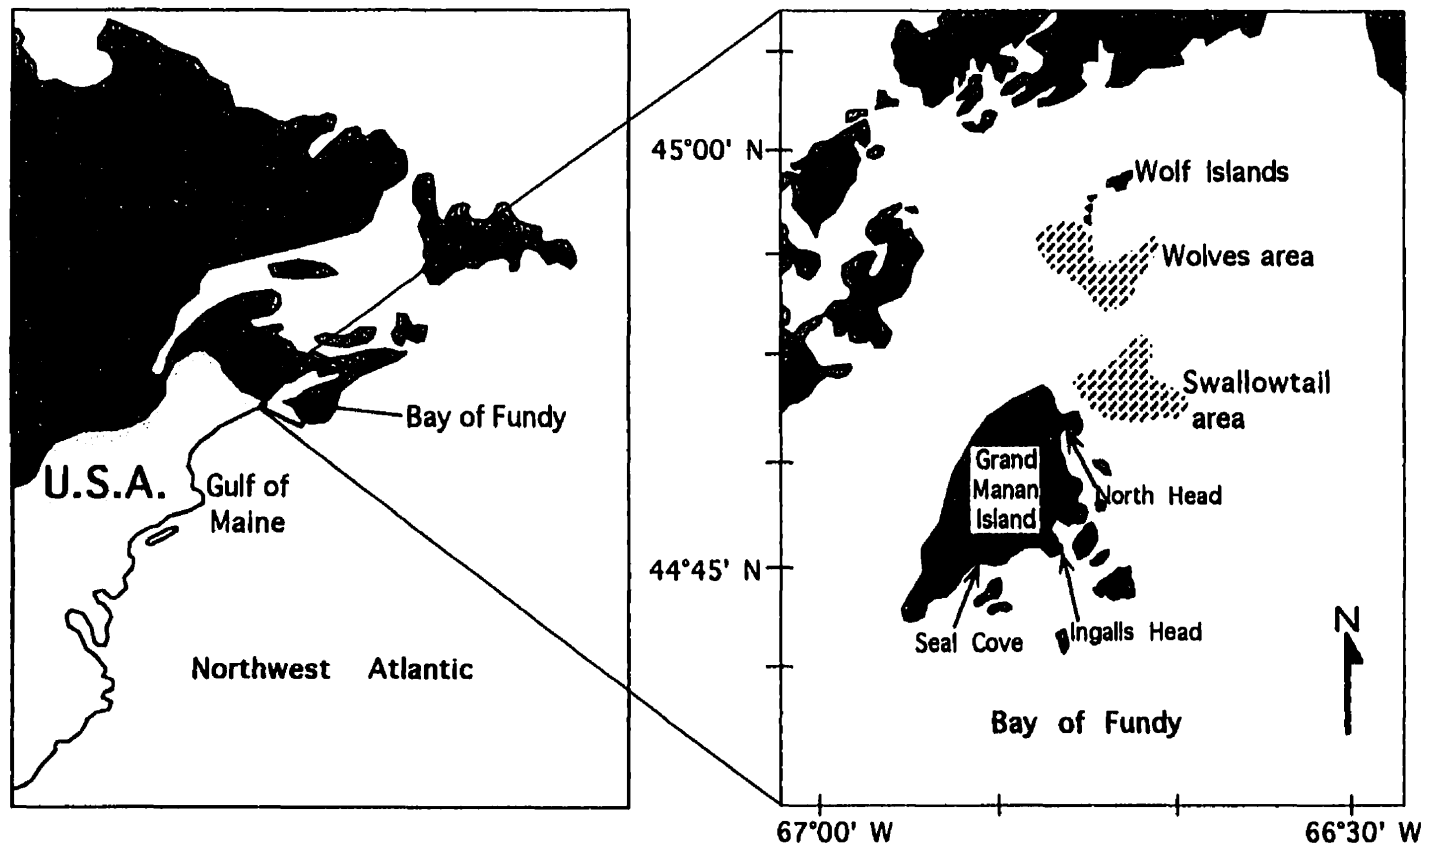 Bay of Fundy
U.S.A.
Gulf of
Maine
Northwest Atlantic
45°00' N
44°45' N
Wolf Islands
Wolves area
Swallowtail
area
Grand
Manan
Island
North Head
Seal Cove
Ingalls Head
N
Bay of Fundy
67°00' W
66°30' W